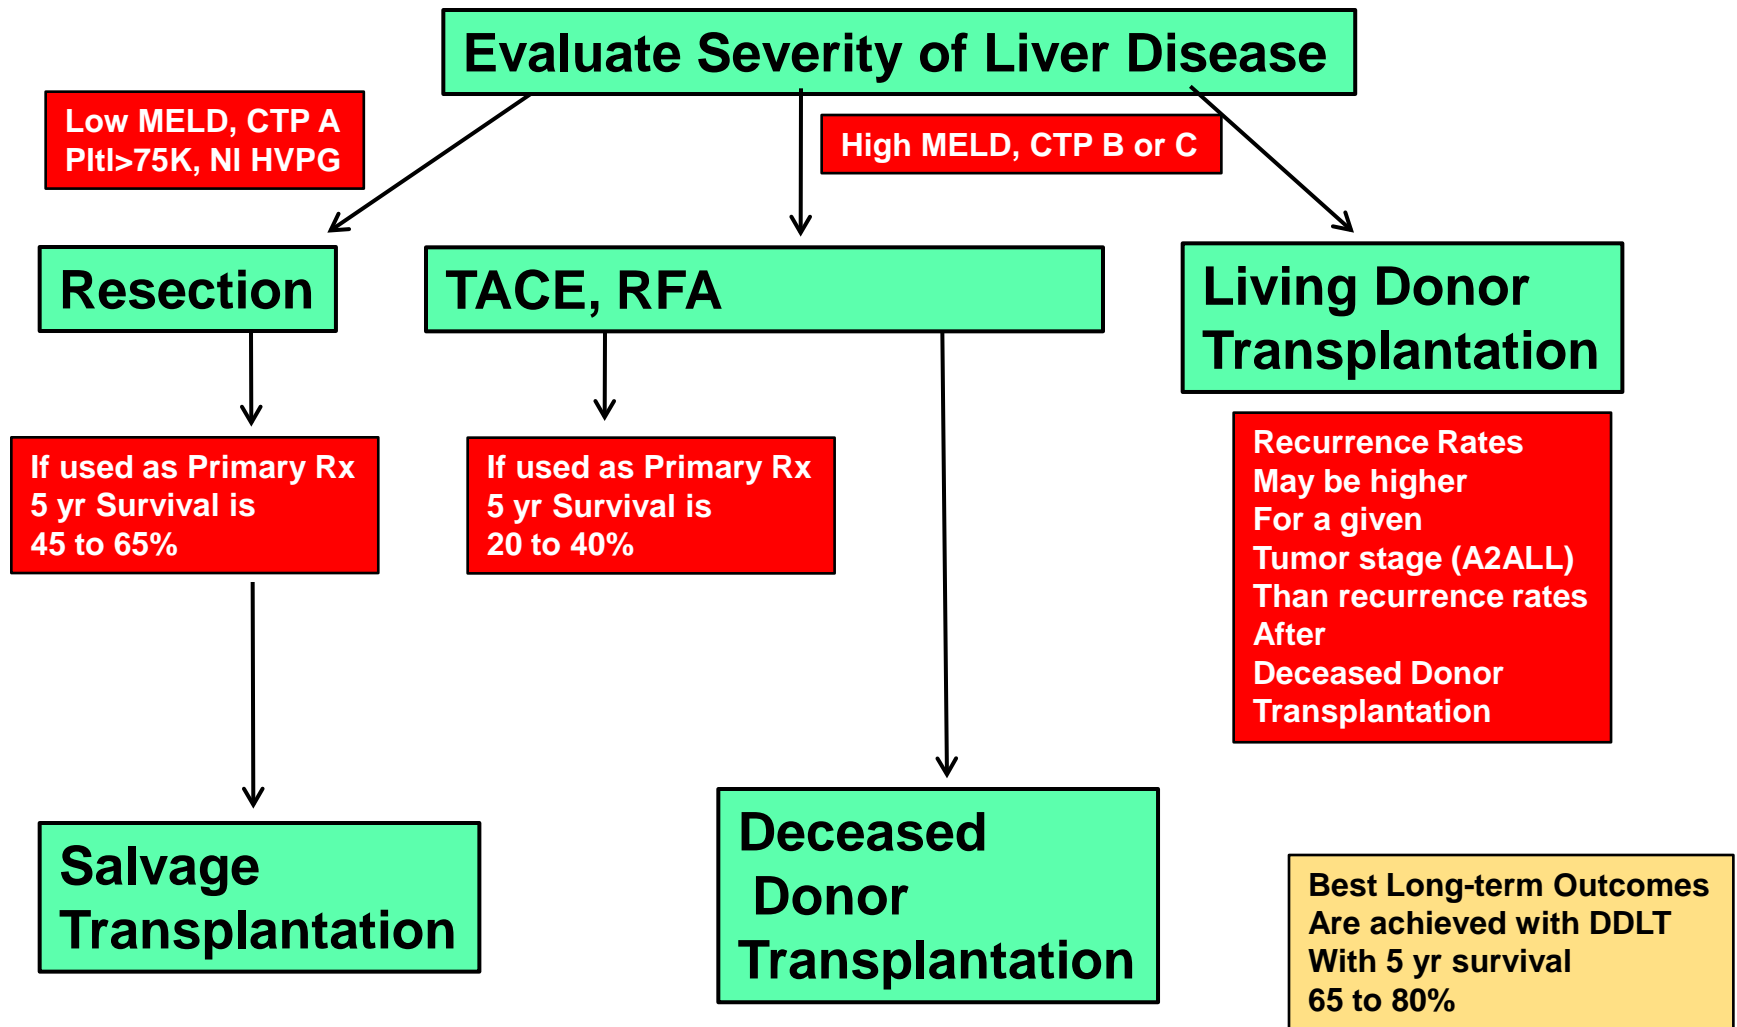 Evaluate Severity of Liver Disease
Low MELD, CTP A
Pltl>75K, Nl HVPG
High MELD, CTP B or C
Resection
TACE, RFA
Living Donor
Transplantation
If used as Primary Rx
5 yr Survival is
45 to 65%
If used as Primary Rx
5 yr Survival is
20 to 40%
Recurrence Rates
May be higher
For a given
Tumor stage (A2ALL)
Than recurrence rates
After
Deceased Donor
Transplantation
Salvage
Transplantation
Deceased
Donor
Transplantation
Best Long-term Outcomes
Are achieved with DDLT
With 5 yr survival
65 to 80%